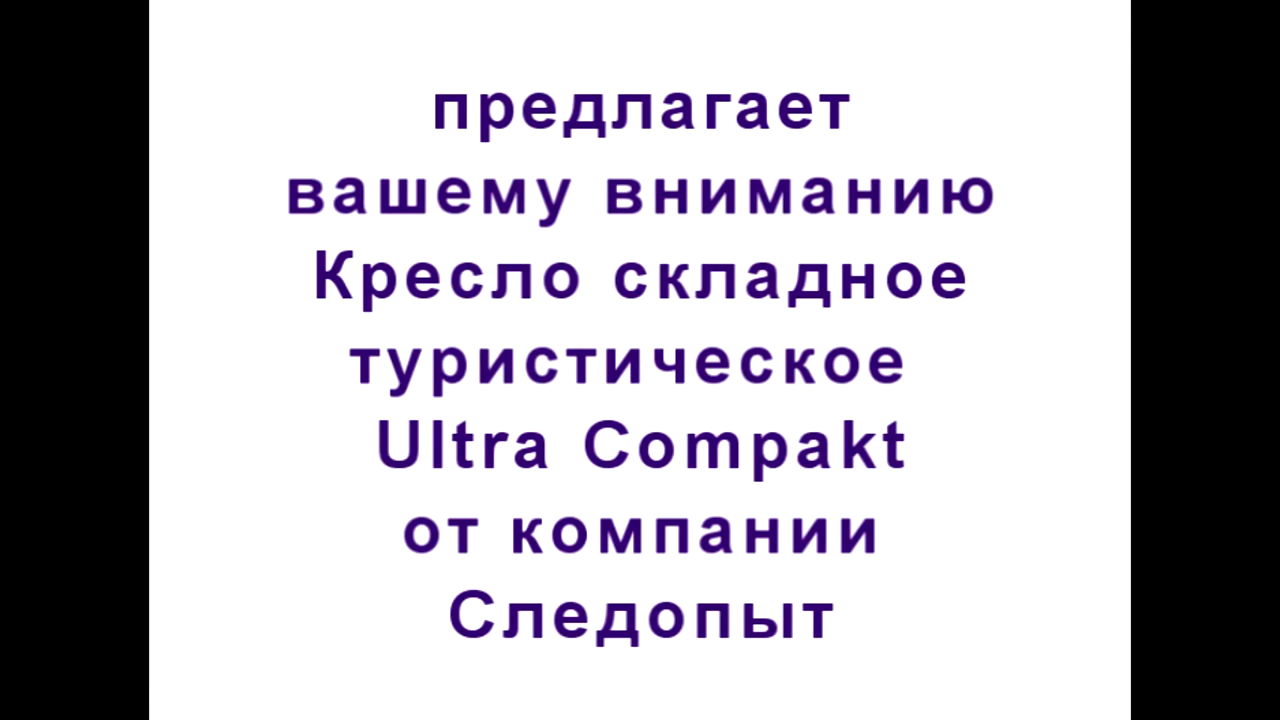 предлагает
вашему вниманию
Кресло складное
туристическое
Ultra Compakt
от компании
Следопыт